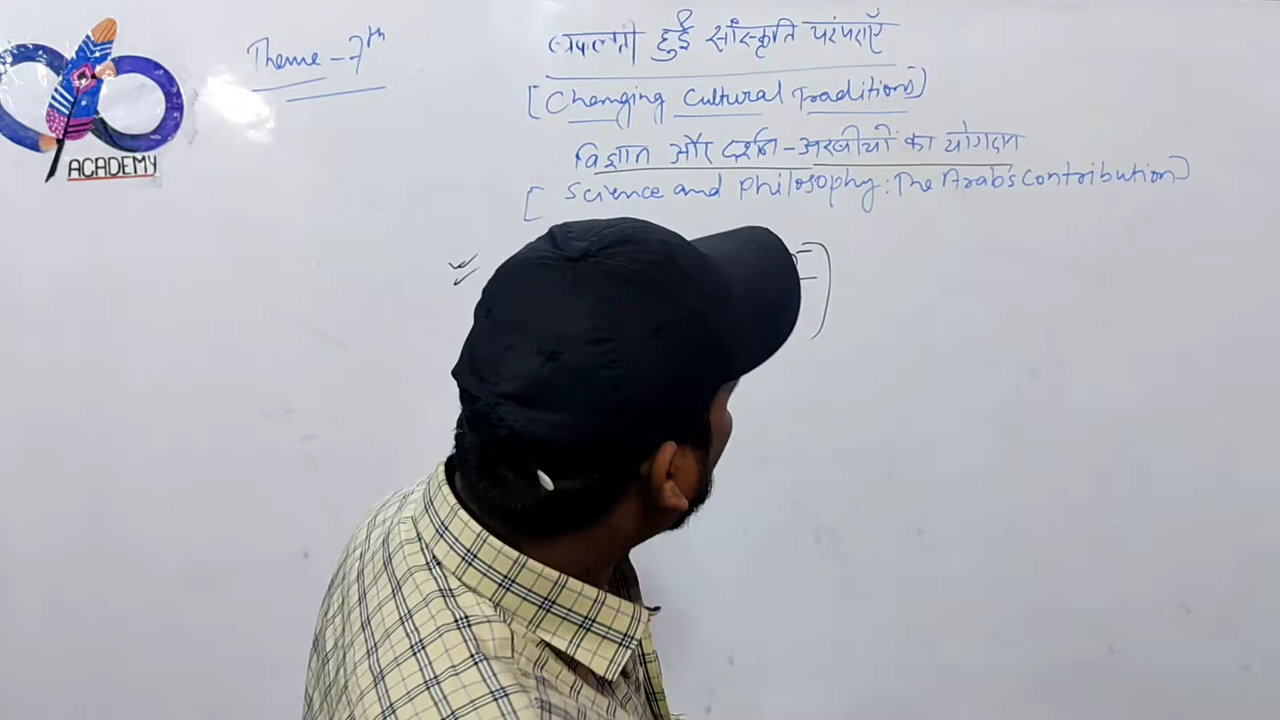 ACADEMY
Theme - 7th
बदलती हुई सांस्कृति परंपराएँ
[Changing Cultural Traditions]
विज्ञान और दर्शन - अरबीयों का योगदान
[Science and Philosophy: The Arab's Contribution]